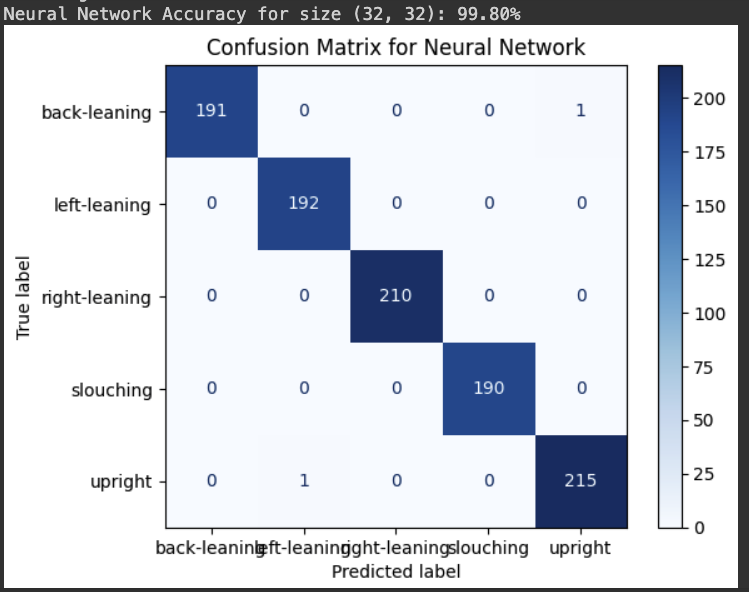 Neural Network Accuracy for size (32, 32): 99.80%
Confusion Matrix for Neural Network
back-leaning 191 0 0 0 1
left-leaning 0 192 0 0 0
right-leaning 0 0 210 0 0
slouching 0 0 0 190 0
upright 0 1 0 0 215
back-leaning left-leaning right-leaning slouching upright
Predicted label
True label
200
175
150
125
100
75
50
25
0